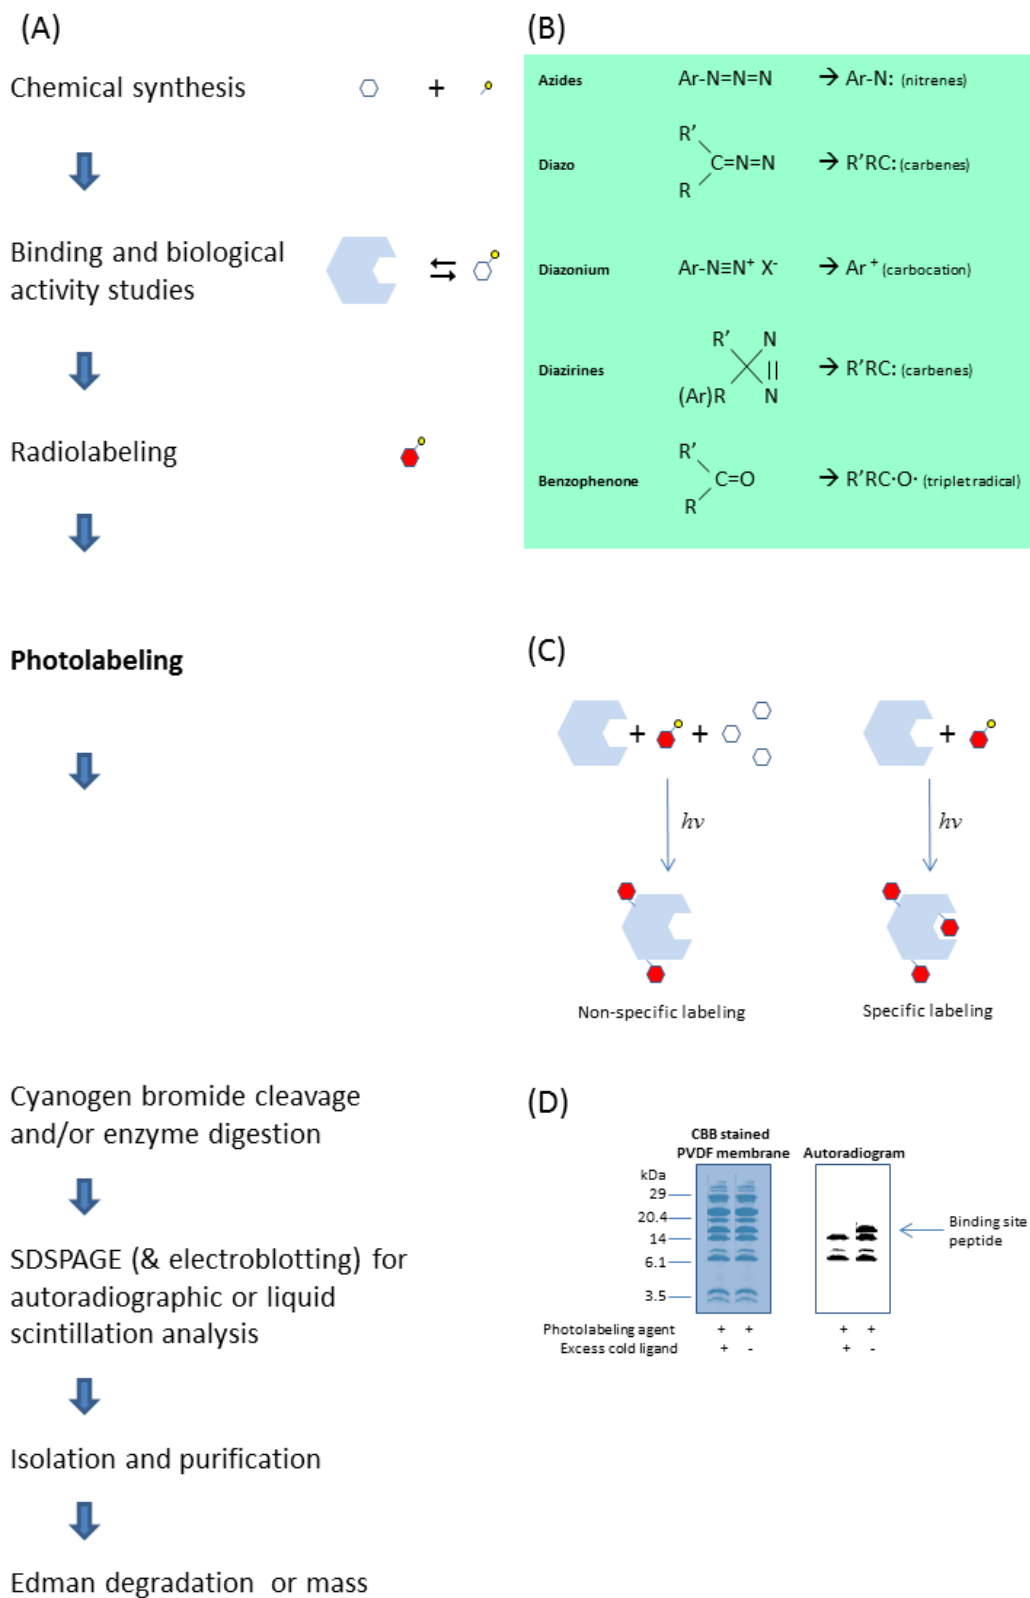 (A)
Chemical synthesis
+
Binding and biological
activity studies
Radiolabeling
Photolabeling
Cyanogen bromide cleavage
and/or enzyme digestion
SDSPAGE (& electroblotting) for
autoradiographic or liquid
scintillation analysis
Isolation and purification
Edman degradation or mass
(B)
Azides Ar-N=N=N → Ar-N: (nitrenes)
R'
Diazo C=N=N → R'RC: (carbenes)
R
Diazonium Ar-N≡N⁺ X⁻ → Ar⁺ (carbocation)
R' N
Diazirines → R'RC: (carbenes)
(Ar)R N
R'
Benzophenone C=O → R'RC·O· (triplet radical)
R
(C)
+ + +
hν hν
Non-specific labeling Specific labeling
(D)
CBB stained
PVDF membrane Autoradiogram
kDa
29
20.4
14
6.1
3.5
Binding site
peptide
Photolabeling agent + + + +
Excess cold ligand + - + -